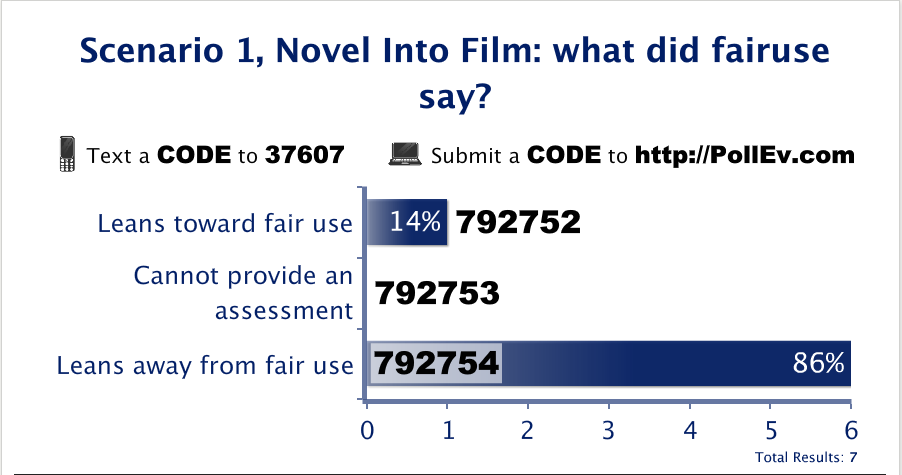 Scenario 1, Novel Into Film: what did fairuse
say?
Text a CODE to 37607 Submit a CODE to http://PollEv.com
Leans toward fair use 14% 792752
Cannot provide an
assessment 792753
Leans away from fair use 792754 86%
0 1 2 3 4 5 6
Total Results: 7